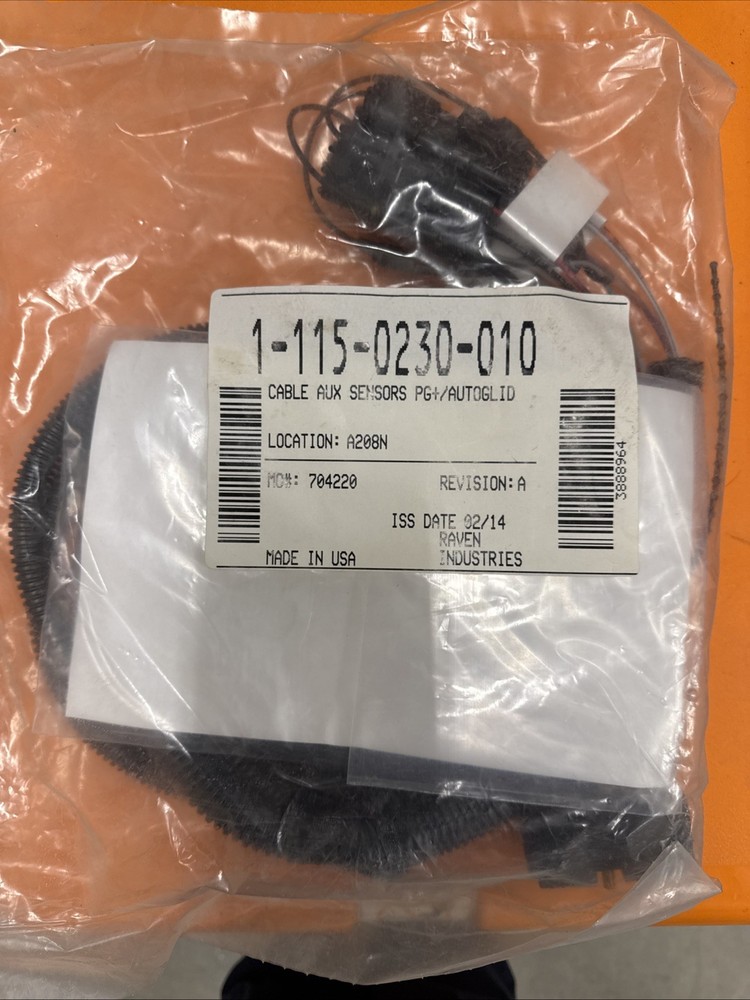 1-115-0230-010
CABLE AUX SENSORS PG+/AUTOGLID
LOCATION: A208N
MO#: 704220 REVISION: A
3888964
ISS DATE 02/14
RAVEN
MADE IN USA INDUSTRIES